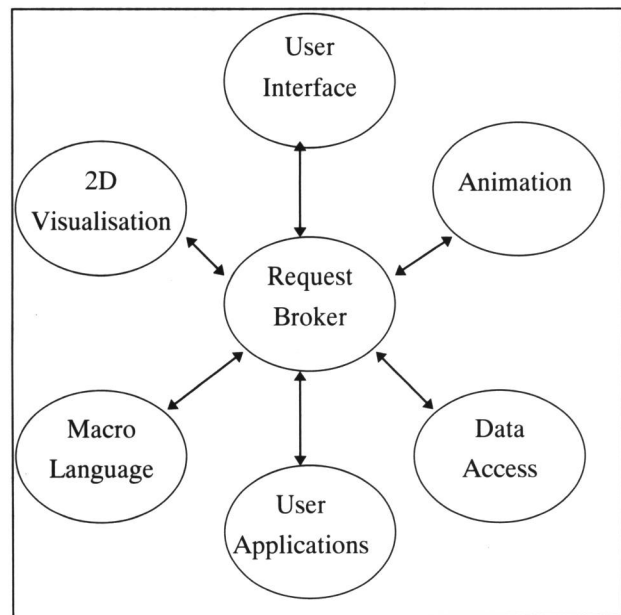 User
Interface
2D
Visualisation
Animation
Request
Broker
Macro
Language
Data
Access
User
Applications